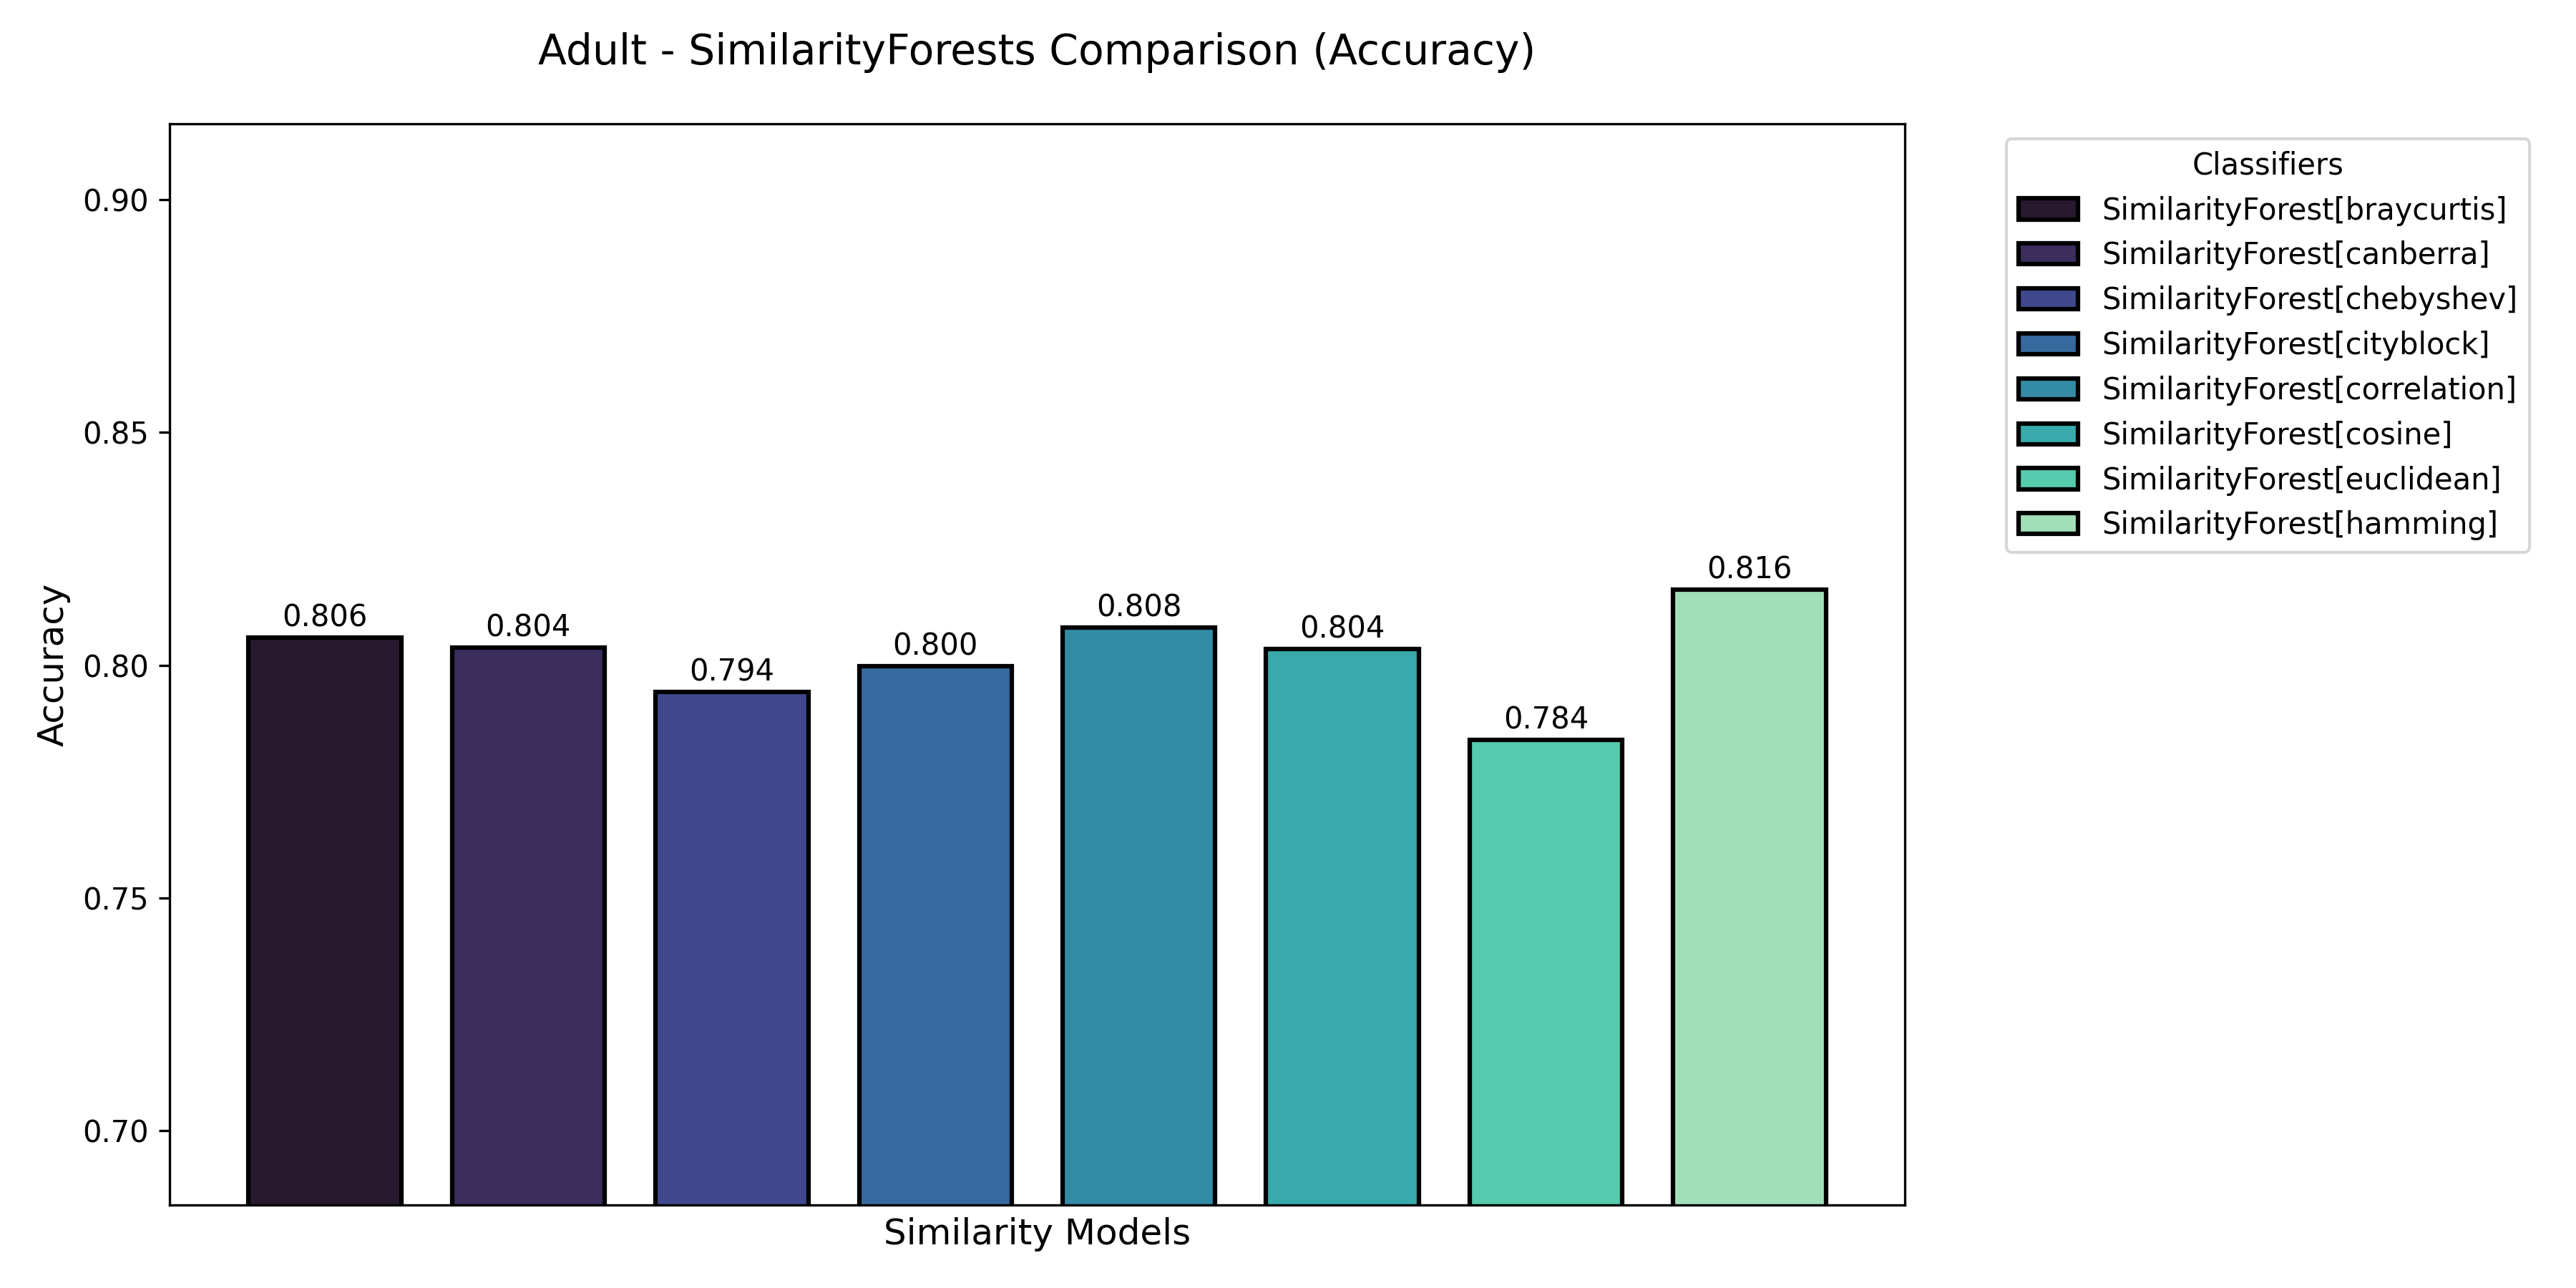 Adult - SimilarityForests Comparison (Accuracy)
0.90
0.85
0.80
0.75
0.70
Accuracy
0.806
0.804
0.794
0.800
0.808
0.804
0.784
0.816
Similarity Models
Classifiers
SimilarityForest[braycurtis]
SimilarityForest[canberra]
SimilarityForest[chebyshev]
SimilarityForest[cityblock]
SimilarityForest[correlation]
SimilarityForest[cosine]
SimilarityForest[euclidean]
SimilarityForest[hamming]